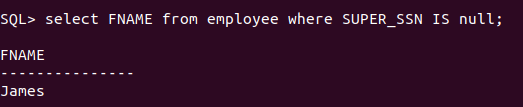 SQL> select FNAME from employee where SUPER_SSN IS null;
FNAME
---------------
James